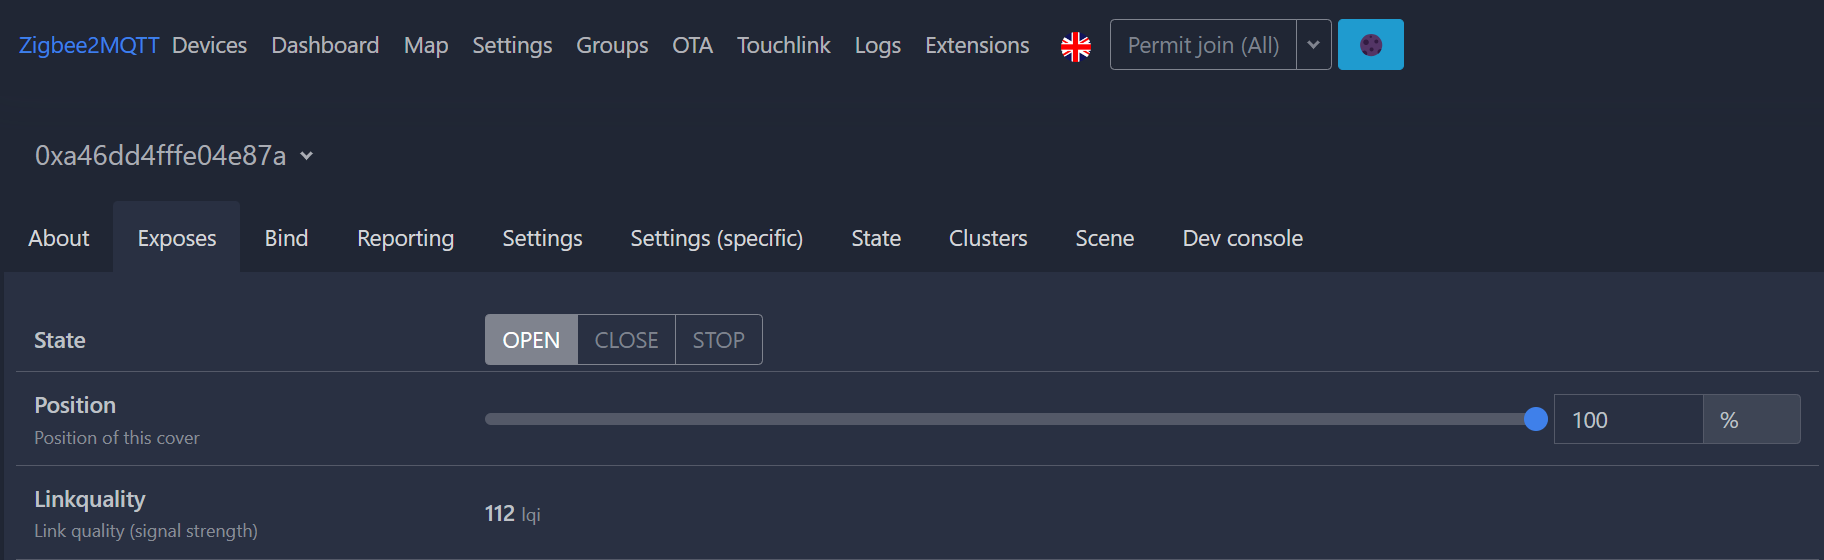 Zigbee2MQTT Devices Dashboard Map Settings Groups OTA Touchlink Logs Extensions Permit join (All)
0xa46dd4fffe04e87a
About Exposes Bind Reporting Settings Settings (specific) State Clusters Scene Dev console
State OPEN CLOSE STOP
Position
Position of this cover
100 %
Linkquality
Link quality (signal strength)
112 lqi